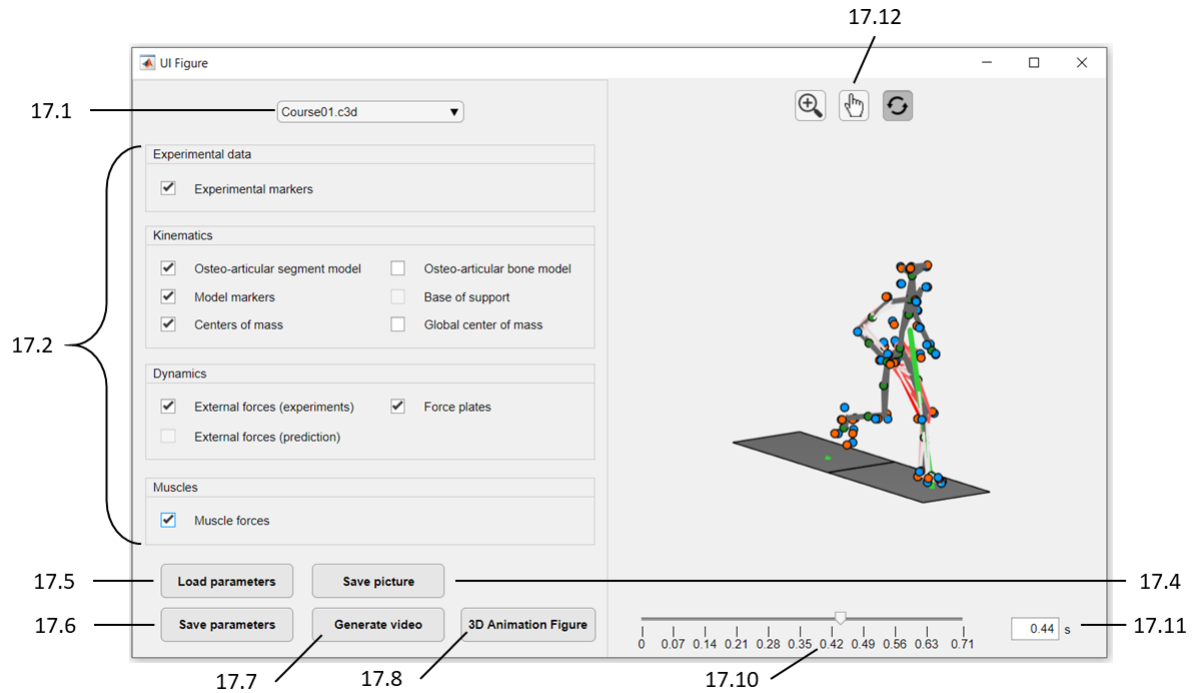 17.12
UI Figure
17.1
Course01.c3d
Experimental data
Experimental markers
Kinematics
Osteo-articular segment model
Osteo-articular bone model
Model markers
Base of support
Centers of mass
Global center of mass
17.2
Dynamics
External forces (experiments)
Force plates
External forces (prediction)
Muscles
Muscle forces
17.5
Load parameters
Save picture
17.4
17.6
Save parameters
Generate video
3D Animation Figure
0 0.07 0.14 0.21 0.28 0.35 0.42 0.49 0.56 0.63 0.71
0.44 s
17.11
17.7
17.8
17.10